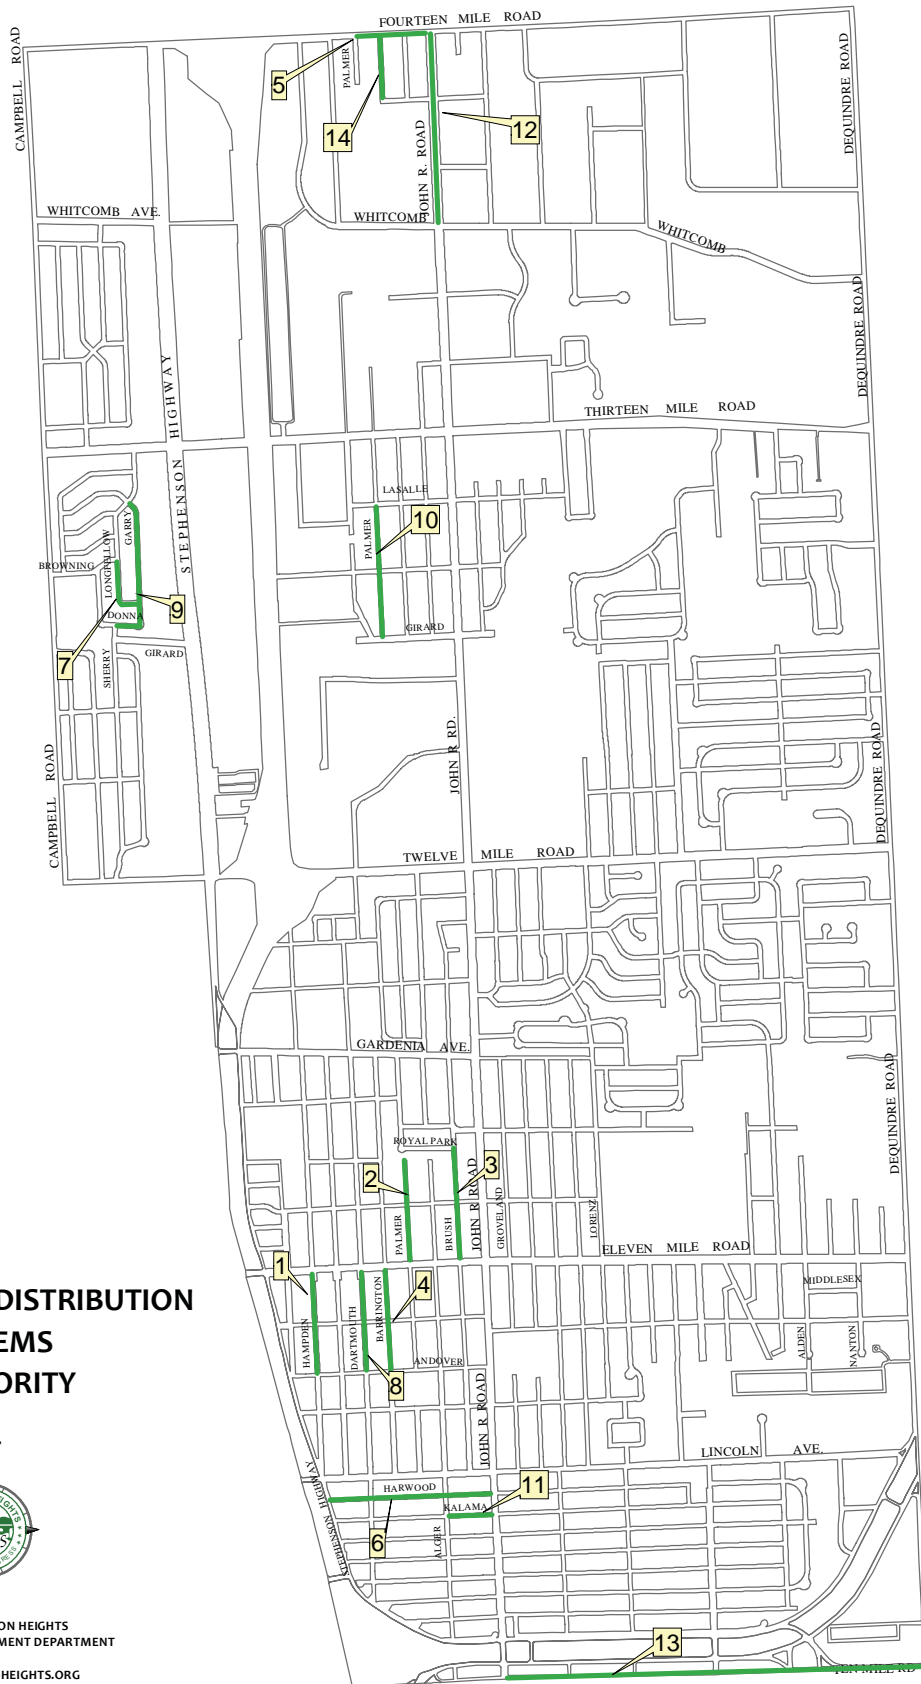 FOURTEEN MILE ROAD
CAMPBELL ROAD
PALMER
5
14
12
JOHN R. ROAD
DEQUINDRE ROAD
WHITCOMB AVE.
WHITCOMB
WHITCOMB
DEQUINDRE ROAD
STEPHENSON HIGHWAY
THIRTEEN MILE ROAD
LASALLE
PALMER
10
GARRY
LONGFELLOW
BROWNING
9
DONNA
7
SHERRY
GIRARD
GIRARD
JOHN R RD.
CAMPBELL ROAD
DEQUINDRE ROAD
TWELVE MILE ROAD
GARDENIA AVE.
DEQUINDRE ROAD
ROYAL PARK
2
3
PALMER
BRUSH
JOHN R ROAD
GROVELAND
LORENZ
ELEVEN MILE ROAD
1
4
MIDDLESEX
HAMPDEN
DARTMOUTH
BARRINGTON
ANDOVER
8
ALDEN
NANTON
DISTRIBUTION
EMS
ORITY
JOHN R ROAD
LINCOLN AVE.
STEPHENSON HIGHWAY
HARWOOD
KALAMA
11
6
ALGER
13
TEN MILE RD
ON HEIGHTS
MENT DEPARTMENT
HEIGHTS.ORG